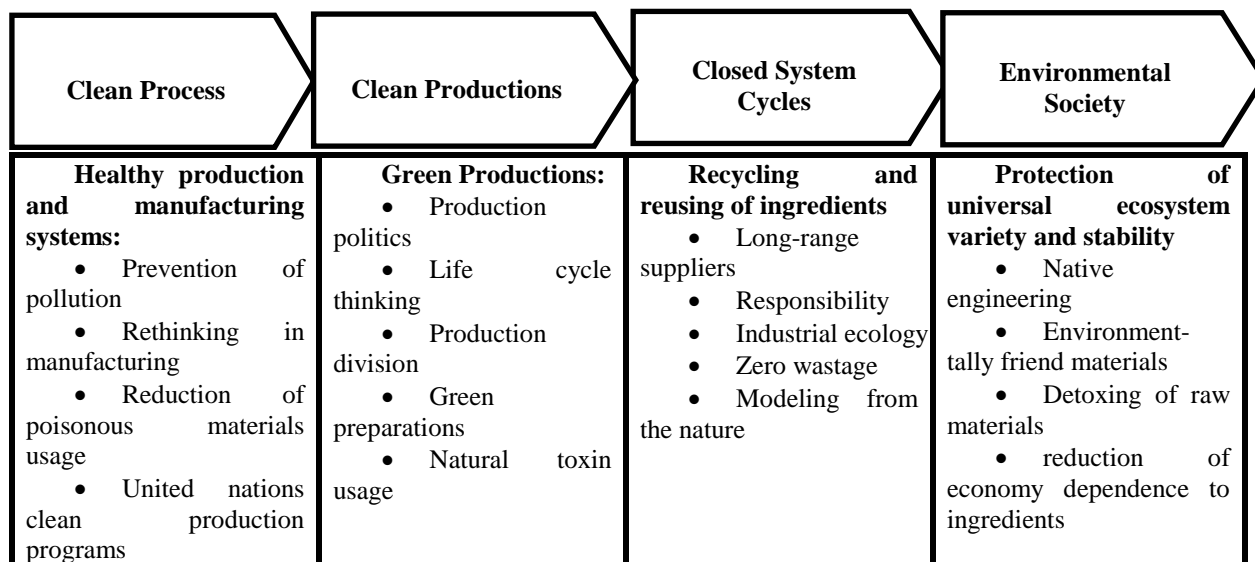 Clean Process
Clean Productions
Closed System
Cycles
Environmental
Society
Healthy production
and manufacturing
systems:
• Prevention of
pollution
• Rethinking in
manufacturing
• Reduction of
poisonous materials
usage
• United nations
clean production
programs
Green Productions:
• Production
politics
• Life cycle
thinking
• Production
division
• Green
preparations
• Natural toxin
usage
Recycling and
reusing of ingredients
• Long-range
suppliers
• Responsibility
• Industrial ecology
• Zero wastage
• Modeling from
the nature
Protection of
universal ecosystem
variety and stability
• Native
engineering
• Environment-
tally friend materials
• Detoxing of raw
materials
• reduction of
economy dependence to
ingredients